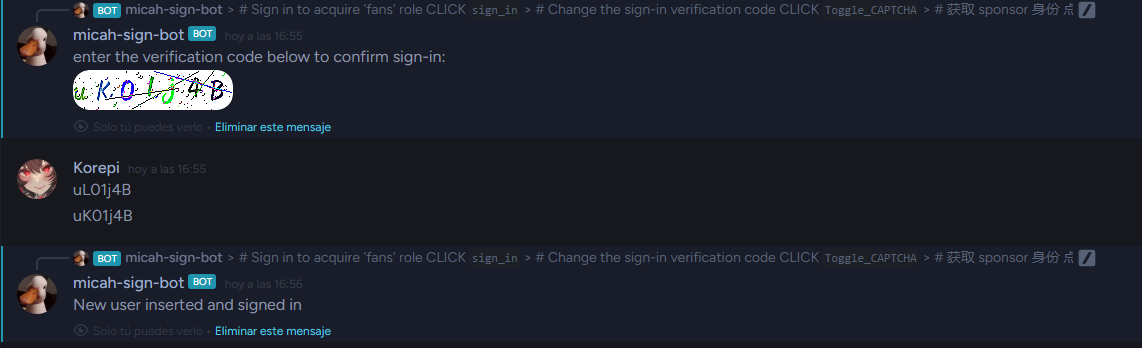 BOT micah-sign-bot > # Sign in to acquire 'fans' role CLICK sign_in > # Change the sign-in verification code CLICK Toggle_CAPTCHA > # 获取 sponsor 身份 点
micah-sign-bot BOT hoy a las 16:55
enter the verification code below to confirm sign-in:
uK01j4B
Solo tú puedes verlo • Eliminar este mensaje
Korepi hoy a las 16:55
uL01j4B
uK01j4B
BOT micah-sign-bot > # Sign in to acquire 'fans' role CLICK sign_in > # Change the sign-in verification code CLICK Toggle_CAPTCHA > # 获取 sponsor 身份 点
micah-sign-bot BOT hoy a las 16:56
New user inserted and signed in
Solo tú puedes verlo • Eliminar este mensaje